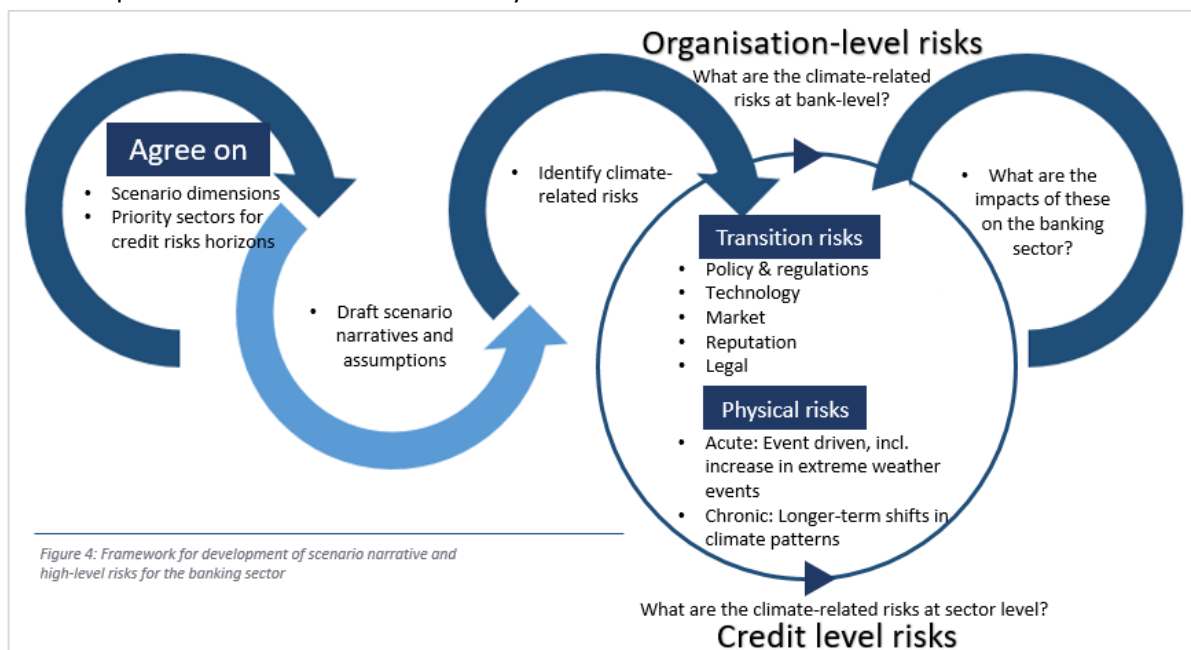 Organisation-level risks
What are the climate-related
risks at bank-level?
Agree on
• Scenario dimensions
• Priority sectors for
credit risks horizons
• Draft scenario
narratives and
assumptions
• Identify climate-
related risks
Transition risks
• Policy & regulations
• Technology
• Market
• Reputation
• Legal
Physical risks
• Acute: Event driven, incl.
increase in extreme weather
events
• Chronic: Longer-term shifts in
climate patterns
• What are the
impacts of these
on the banking
sector?
Figure 4: Framework for development of scenario narrative and
high-level risks for the banking sector
What are the climate-related risks at sector level?
Credit level risks